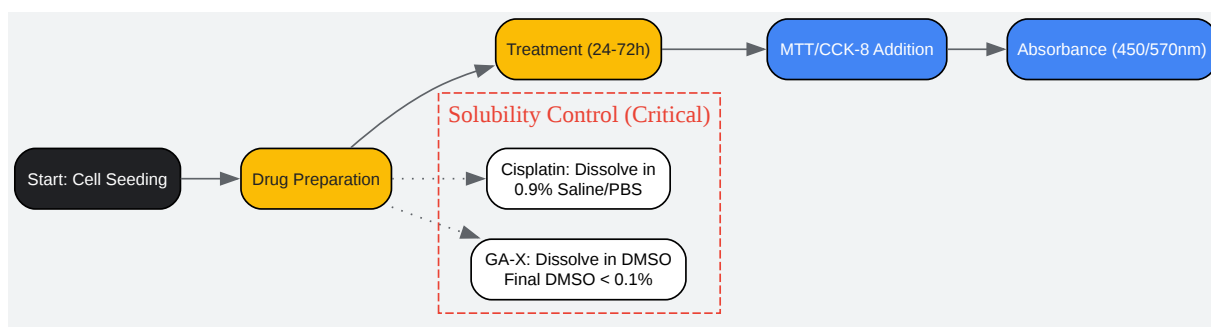 Start: Cell Seeding
Drug Preparation
Treatment (24-72h)
MTT/CCK-8 Addition
Absorbance (450/570nm)
Solubility Control (Critical)
Cisplatin: Dissolve in
0.9% Saline/PBS
GA-X: Dissolve in DMSO
Final DMSO < 0.1%